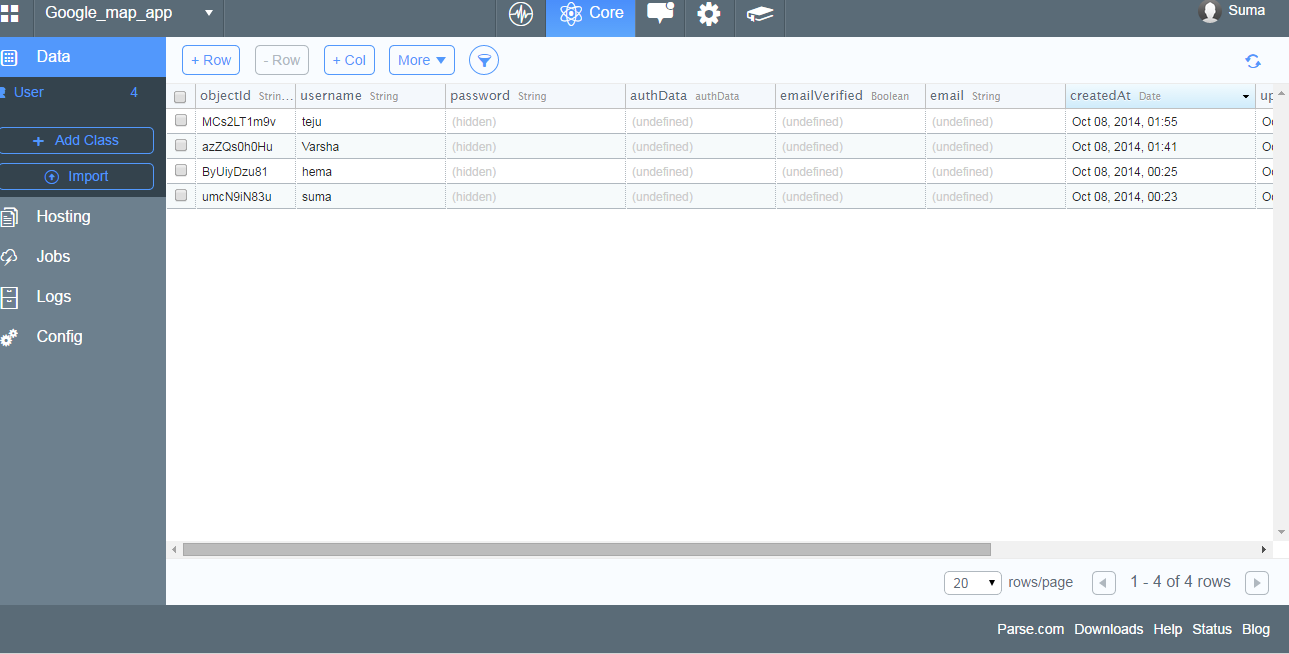 Google_map_app Core Suma
Data
User 4
+ Add Class
Import
Hosting
Jobs
Logs
Config
+ Row - Row + Col More
objectId Strin... username String password String authData authData emailVerified Boolean email String createdAt Date up
MCs2LT1m9v teju (hidden) (undefined) (undefined) (undefined) Oct 08, 2014, 01:55
azZQs0h0Hu Varsha (hidden) (undefined) (undefined) (undefined) Oct 08, 2014, 01:41
ByUiyDzu81 hema (hidden) (undefined) (undefined) (undefined) Oct 08, 2014, 00:25
umcN9iN83u suma (hidden) (undefined) (undefined) (undefined) Oct 08, 2014, 00:23
20 rows/page 1 - 4 of 4 rows
Parse.com Downloads Help Status Blog